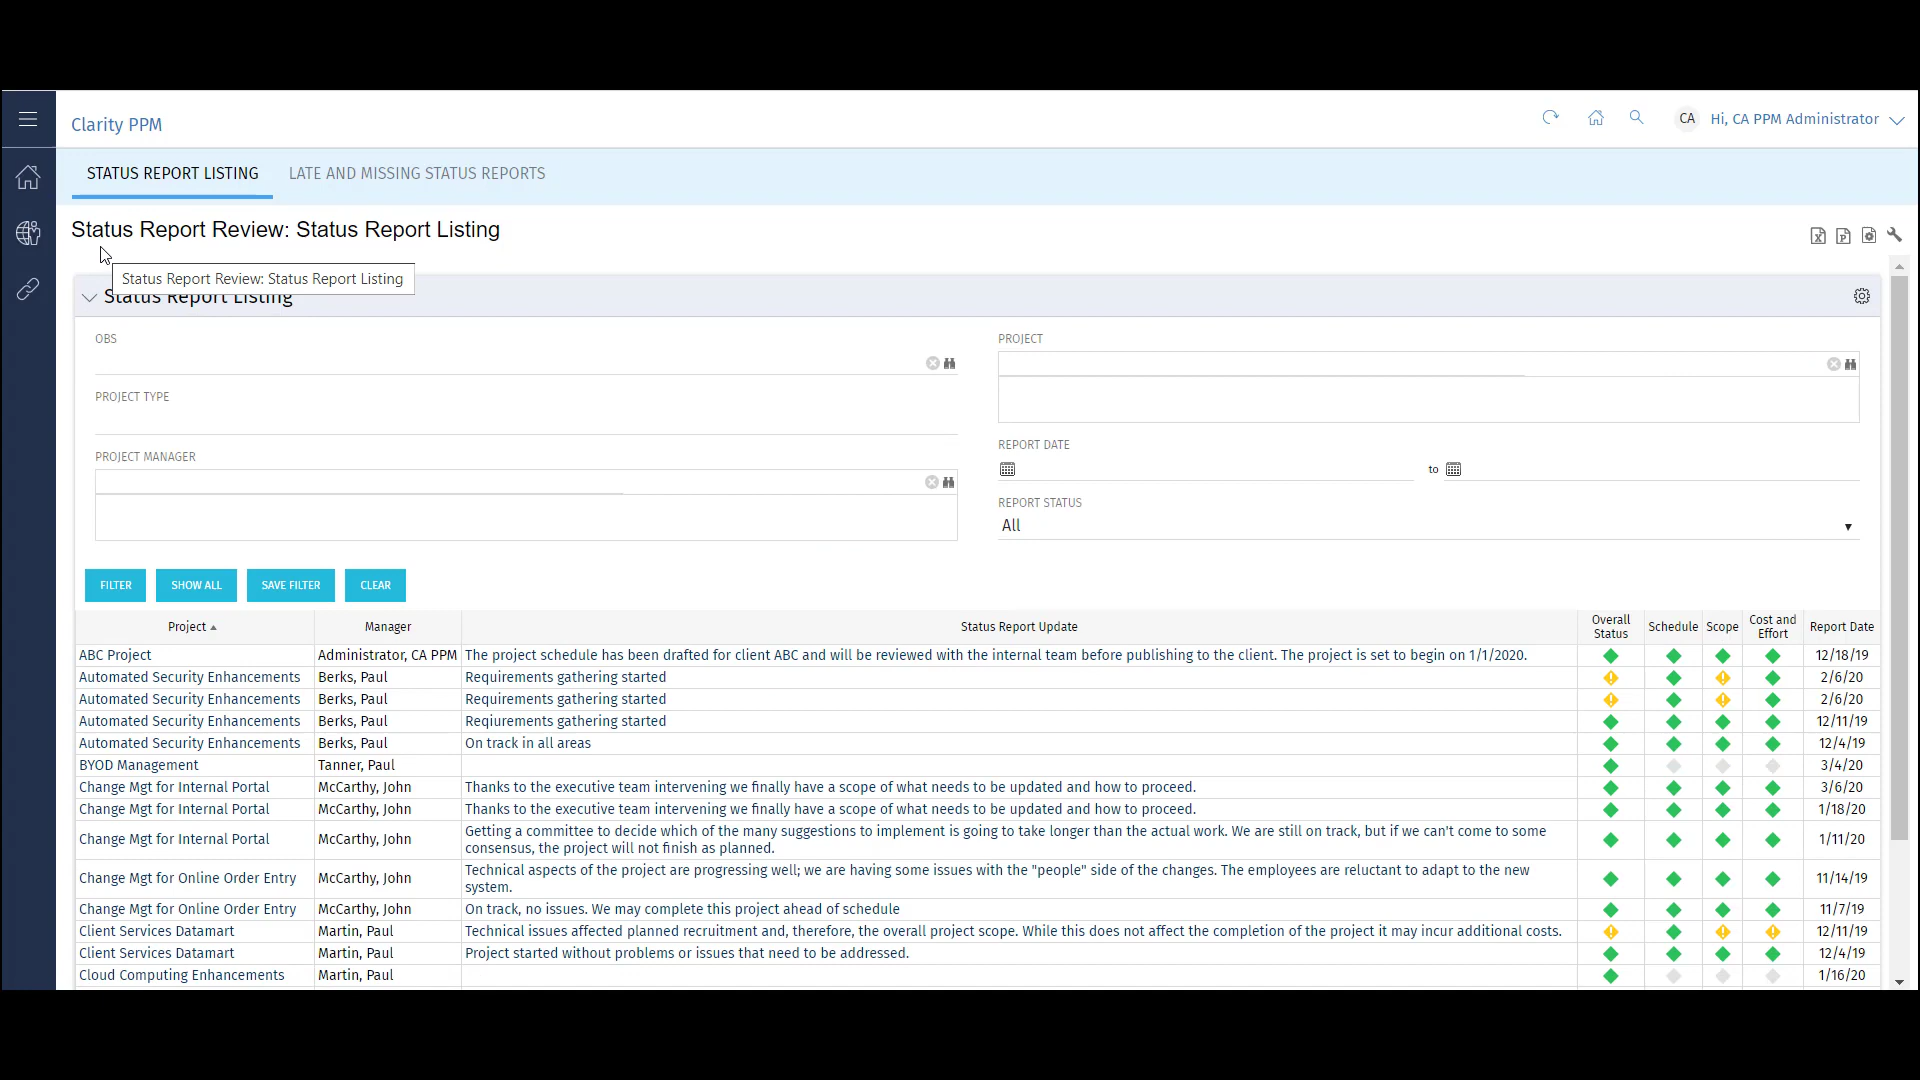 Clarity PPM
CA Hi, CA PPM Administrator
STATUS REPORT LISTING LATE AND MISSING STATUS REPORTS
Status Report Review: Status Report Listing
Status Report Review: Status Report Listing
Status Report Listing
OBS
PROJECT
PROJECT TYPE
REPORT DATE
to
PROJECT MANAGER
REPORT STATUS
All
FILTER SHOW ALL SAVE FILTER CLEAR
Project Manager Status Report Update Overall Status Schedule Scope Cost and Effort Report Date
ABC Project Administrator, CA PPM The project schedule has been drafted for client ABC and will be reviewed with the internal team before publishing to the client. The project is set to begin on 1/1/2020. 12/18/19
Automated Security Enhancements Berks, Paul Requirements gathering started 2/6/20
Automated Security Enhancements Berks, Paul Requirements gathering started 2/6/20
Automated Security Enhancements Berks, Paul Reqiurements gathering started 12/11/19
Automated Security Enhancements Berks, Paul On track in all areas 12/4/19
BYOD Management Tanner, Paul 3/4/20
Change Mgt for Internal Portal McCarthy, John Thanks to the executive team intervening we finally have a scope of what needs to be updated and how to proceed. 3/6/20
Change Mgt for Internal Portal McCarthy, John Thanks to the executive team intervening we finally have a scope of what needs to be updated and how to proceed. 1/18/20
Change Mgt for Internal Portal McCarthy, John Getting a committee to decide which of the many suggestions to implement is going to take longer than the actual work. We are still on track, but if we can't come to some
consensus, the project will not finish as planned. 1/11/20
Change Mgt for Online Order Entry McCarthy, John Technical aspects of the project are progressing well; we are having some issues with the "people" side of the changes. The employees are reluctant to adapt to the new
system. 11/14/19
Change Mgt for Online Order Entry McCarthy, John On track, no issues. We may complete this project ahead of schedule 11/7/19
Client Services Datamart Martin, Paul Technical issues affected planned recruitment and, therefore, the overall project scope. While this does not affect the completion of the project it may incur additional costs. 12/11/19
Client Services Datamart Martin, Paul Project started without problems or issues that need to be addressed. 12/4/19
Cloud Computing Enhancements Martin, Paul 1/16/20